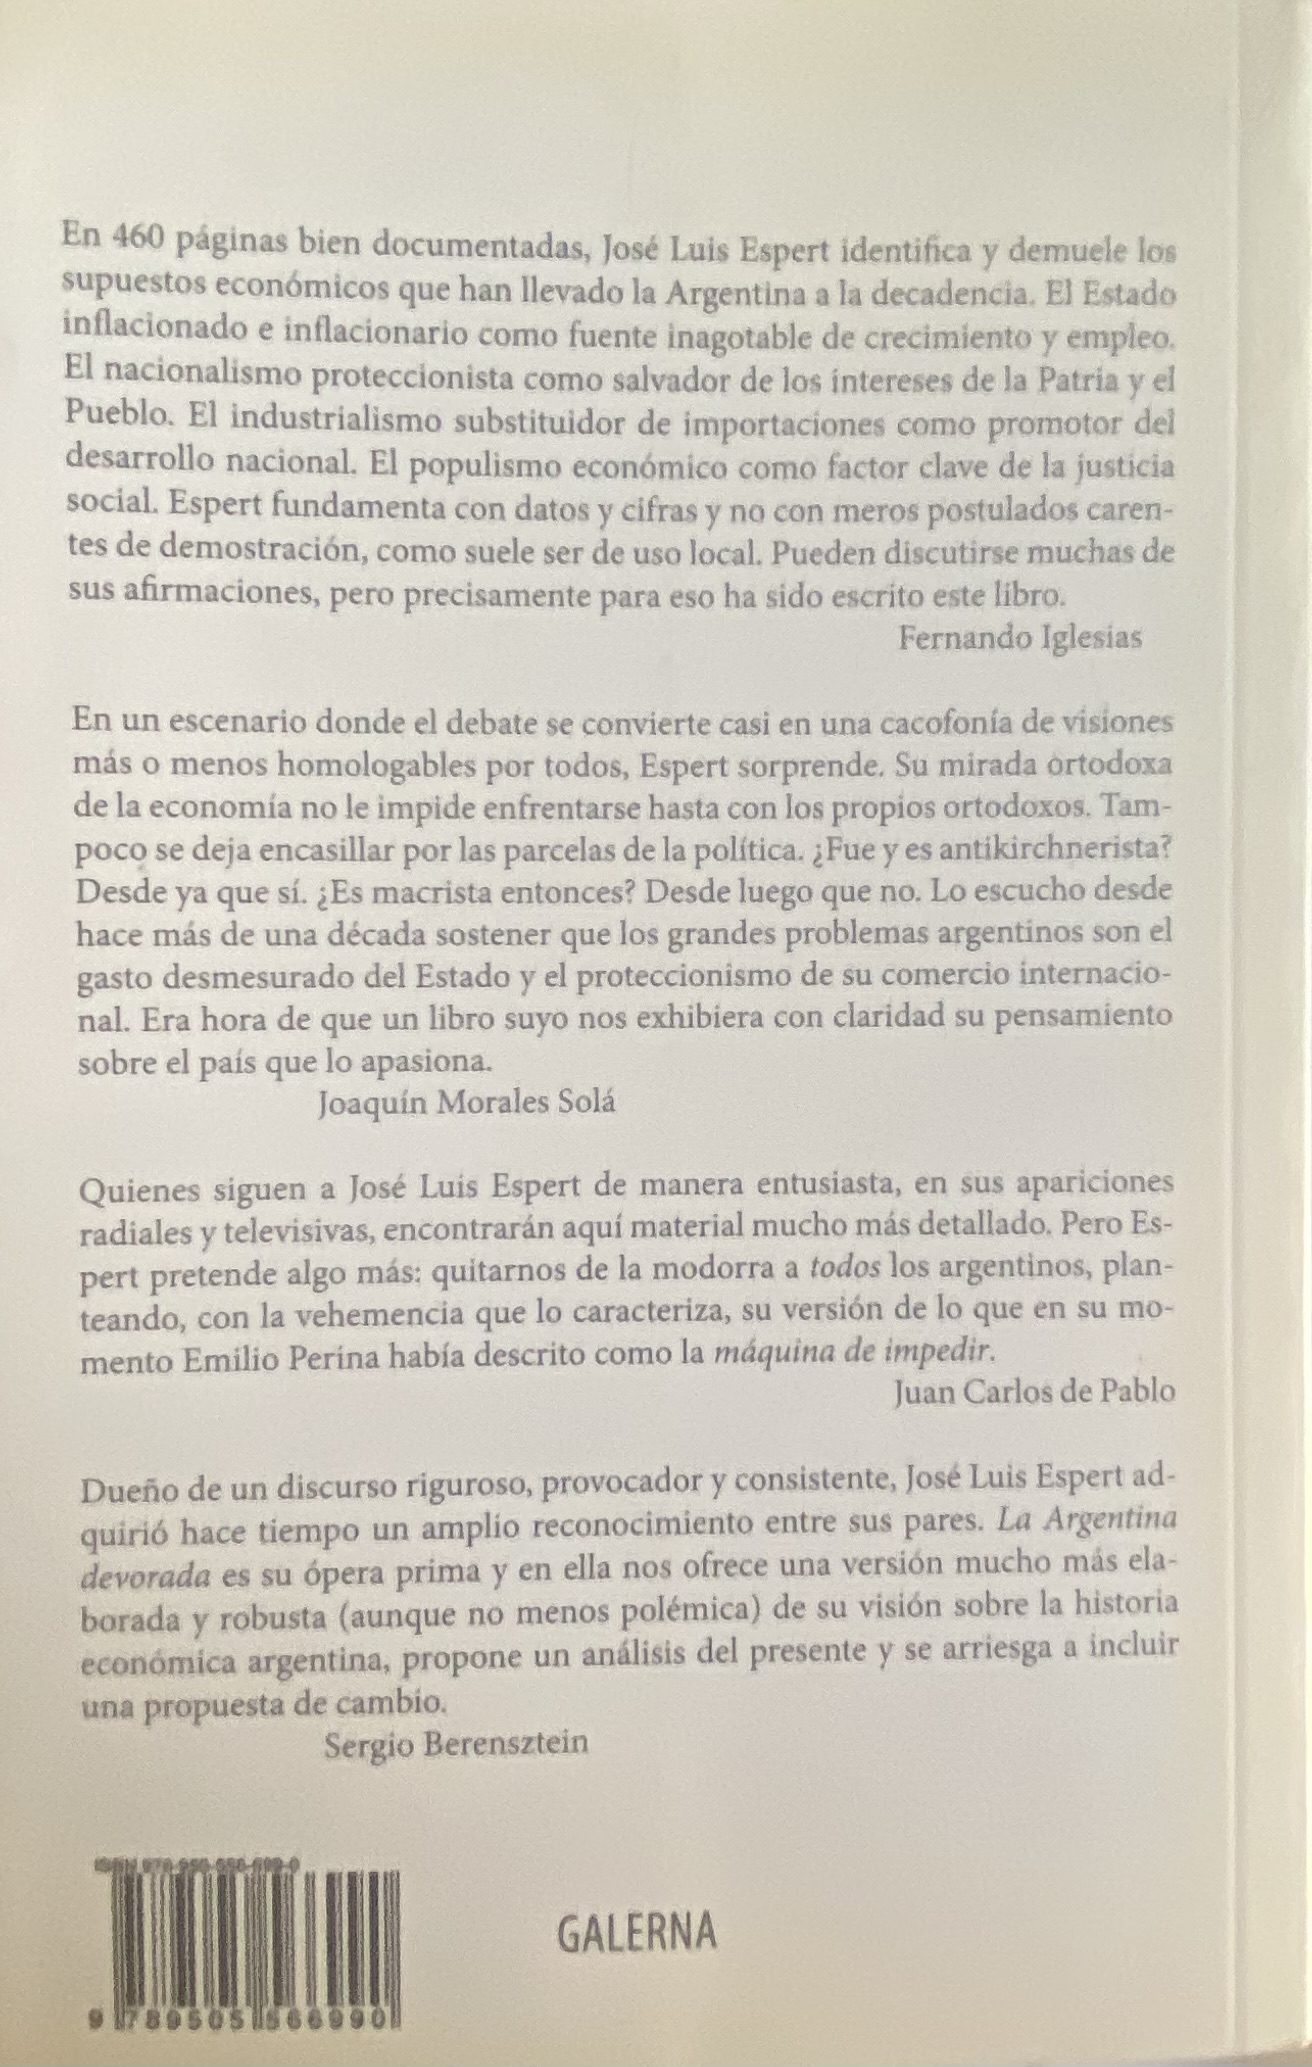 En 460 páginas bien documentadas, José Luis Espert identifica y demuele los
supuestos económicos que han llevado la Argentina a la decadencia. El Estado
inflacionado e inflacionario como fuente inagotable de crecimiento y empleo.
El nacionalismo proteccionista como salvador de los intereses de la Patria y el
Pueblo. El industrialismo substituidor de importaciones como promotor del
desarrollo nacional. El populismo económico como factor clave de la justicia
social. Espert fundamenta con datos y cifras y no con meros postulados caren-
tes de demostración, como suele ser de uso local. Pueden discutirse muchas de
sus afirmaciones, pero precisamente para eso ha sido escrito este libro.
Fernando Iglesias
En un escenario donde el debate se convierte casi en una cacofonía de visiones
más o menos homologables por todos, Espert sorprende. Su mirada ortodoxa
de la economía no le impide enfrentarse hasta con los propios ortodoxos. Tam-
poco se deja encasillar por las parcelas de la política. ¿Fue y es antikirchnerista?
Desde ya que sí. ¿Es macrista entonces? Desde luego que no. Lo escucho desde
hace más de una década sostener que los grandes problemas argentinos son el
gasto desmesurado del Estado y el proteccionismo de su comercio internacio-
nal. Era hora de que un libro suyo nos exhibiera con claridad su pensamiento
sobre el país que lo apasiona.
Joaquín Morales Solá
Quienes siguen a José Luis Espert de manera entusiasta, en sus apariciones
radiales y televisivas, encontrarán aquí material mucho más detallado. Pero Es-
pert pretende algo más: quitarnos de la modorra a todos los argentinos, plan-
teando, con la vehemencia que lo caracteriza, su versión de lo que en su mo-
mento Emilio Perina había descrito como la máquina de impedir.
Juan Carlos de Pablo
Dueño de un discurso riguroso, provocador y consistente, José Luis Espert ad-
quirió hace tiempo un amplio reconocimiento entre sus pares. La Argentina
devorada es su ópera prima y en ella nos ofrece una versión mucho más ela-
borada y robusta (aunque no menos polémica) de su visión sobre la historia
económica argentina, propone un análisis del presente y se arriesga a incluir
una propuesta de cambio.
Sergio Berensztein
GALERNA
9 789505 566990